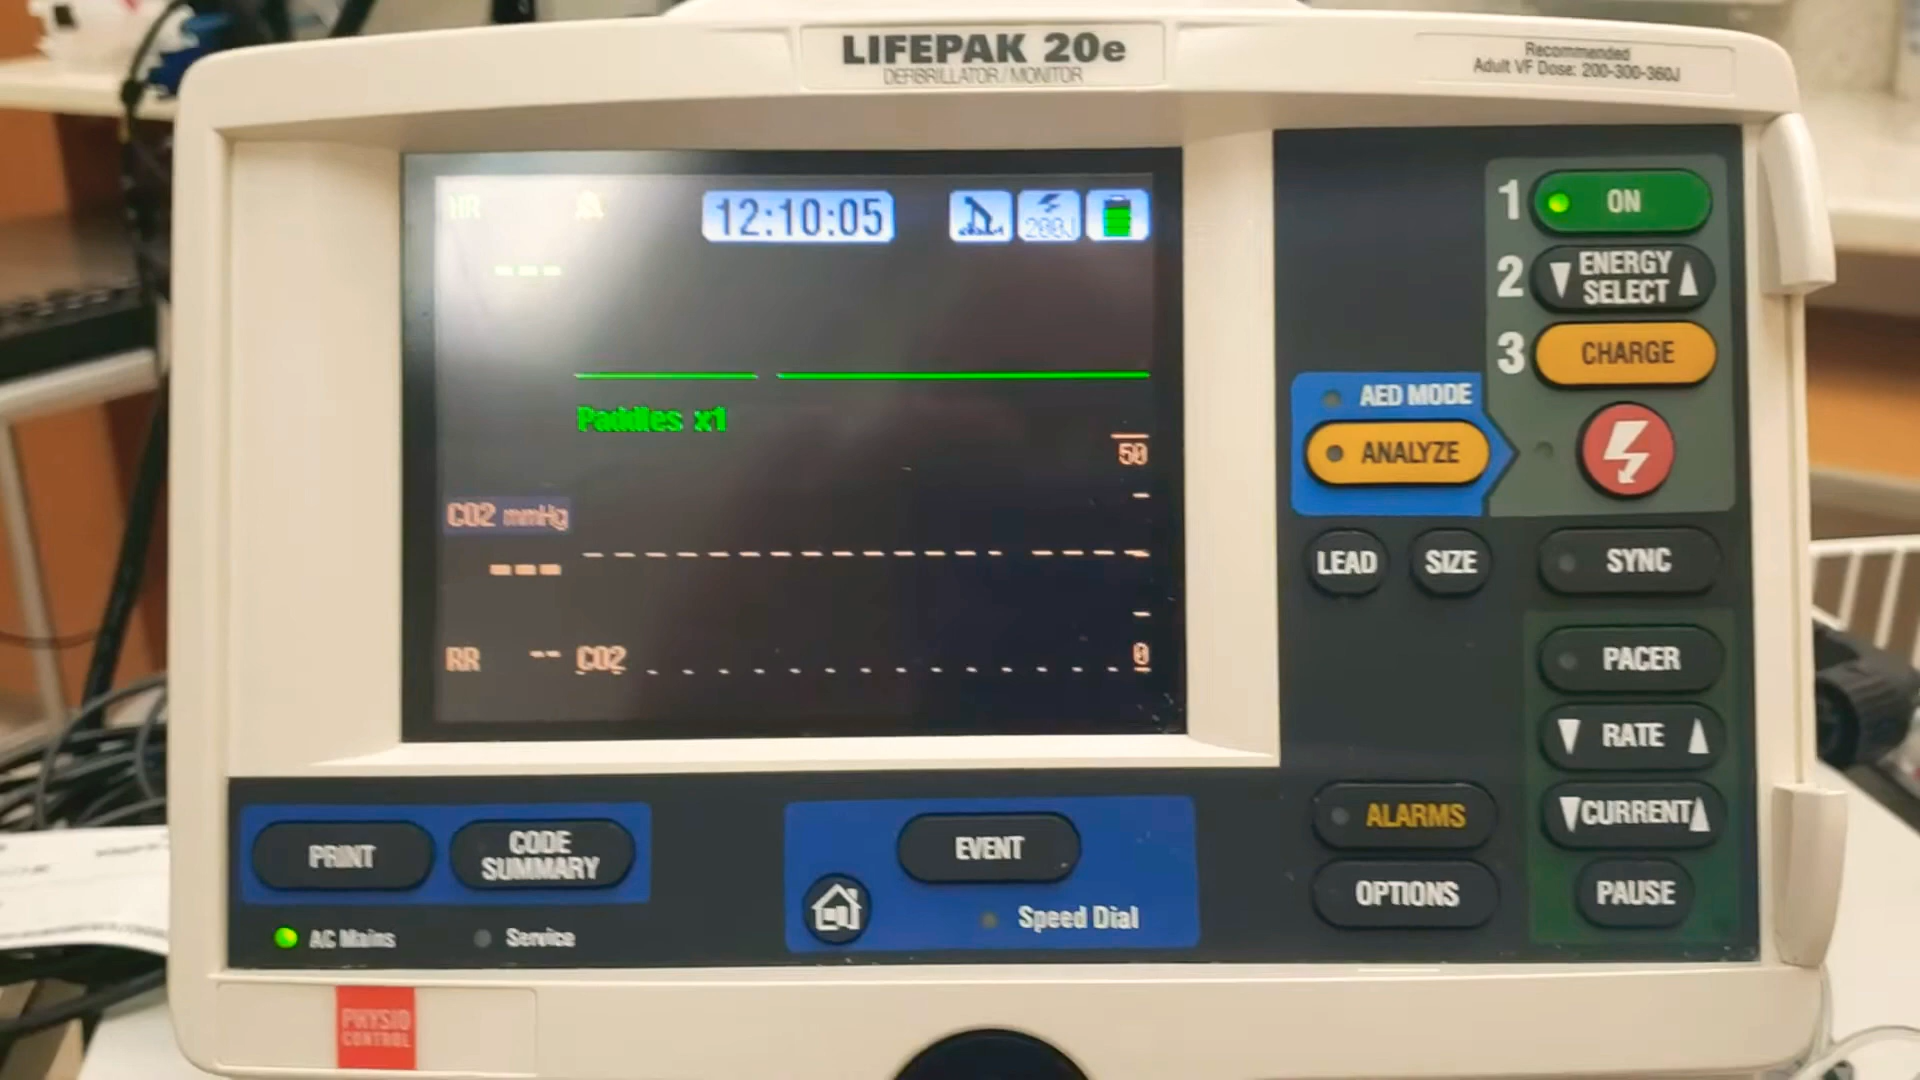 LIFEPAK 20e
DEFIBRILLATOR/MONITOR
Recommended
Adult VF Dose: 200-300-360J
HR
12:10:05
200J
---
Paddles x1
50
CO2 mmHg
---
RR -- CO2
0
1 ON
2 ENERGY
SELECT
3 CHARGE
AED MODE
ANALYZE
LEAD
SIZE
SYNC
PACER
RATE
CURRENT
PAUSE
ALARMS
OPTIONS
PRINT
CODE
SUMMARY
EVENT
Speed Dial
AC Mains
Service
PHYSIO
CONTROL